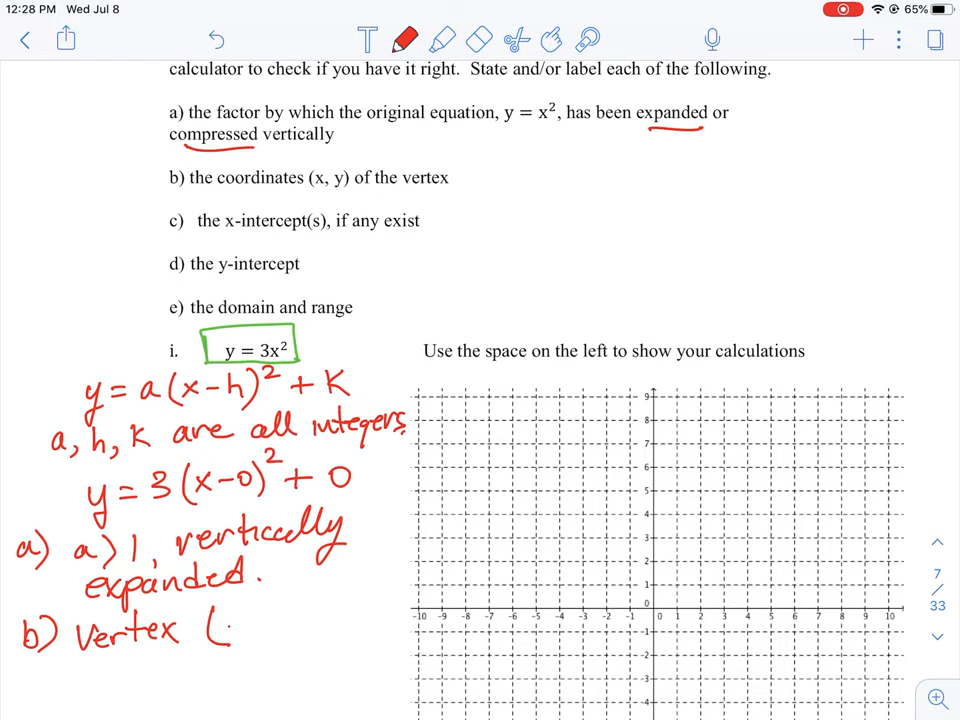 12:28 PM Wed Jul 8
65%
T
calculator to check if you have it right. State and/or label each of the following.
a) the factor by which the original equation, y = x², has been expanded or
compressed vertically
b) the coordinates (x, y) of the vertex
c) the x-intercept(s), if any exist
d) the y-intercept
e) the domain and range
i. y = 3x²
Use the space on the left to show your calculations
y = a(x-h)² + K
a, h, K are all integers.
y = 3(x-0)² + 0
a) a>1, vertically
expanded.
b) Vertex (
9
8
7
6
5
4
3
2
1
0
-10 -9 -8 -7 -6 -5 -4 -3 -2 -1 0 1 2 3 4 5 6 7 8 9 10
-1
-2
-3
-4
7
/
33